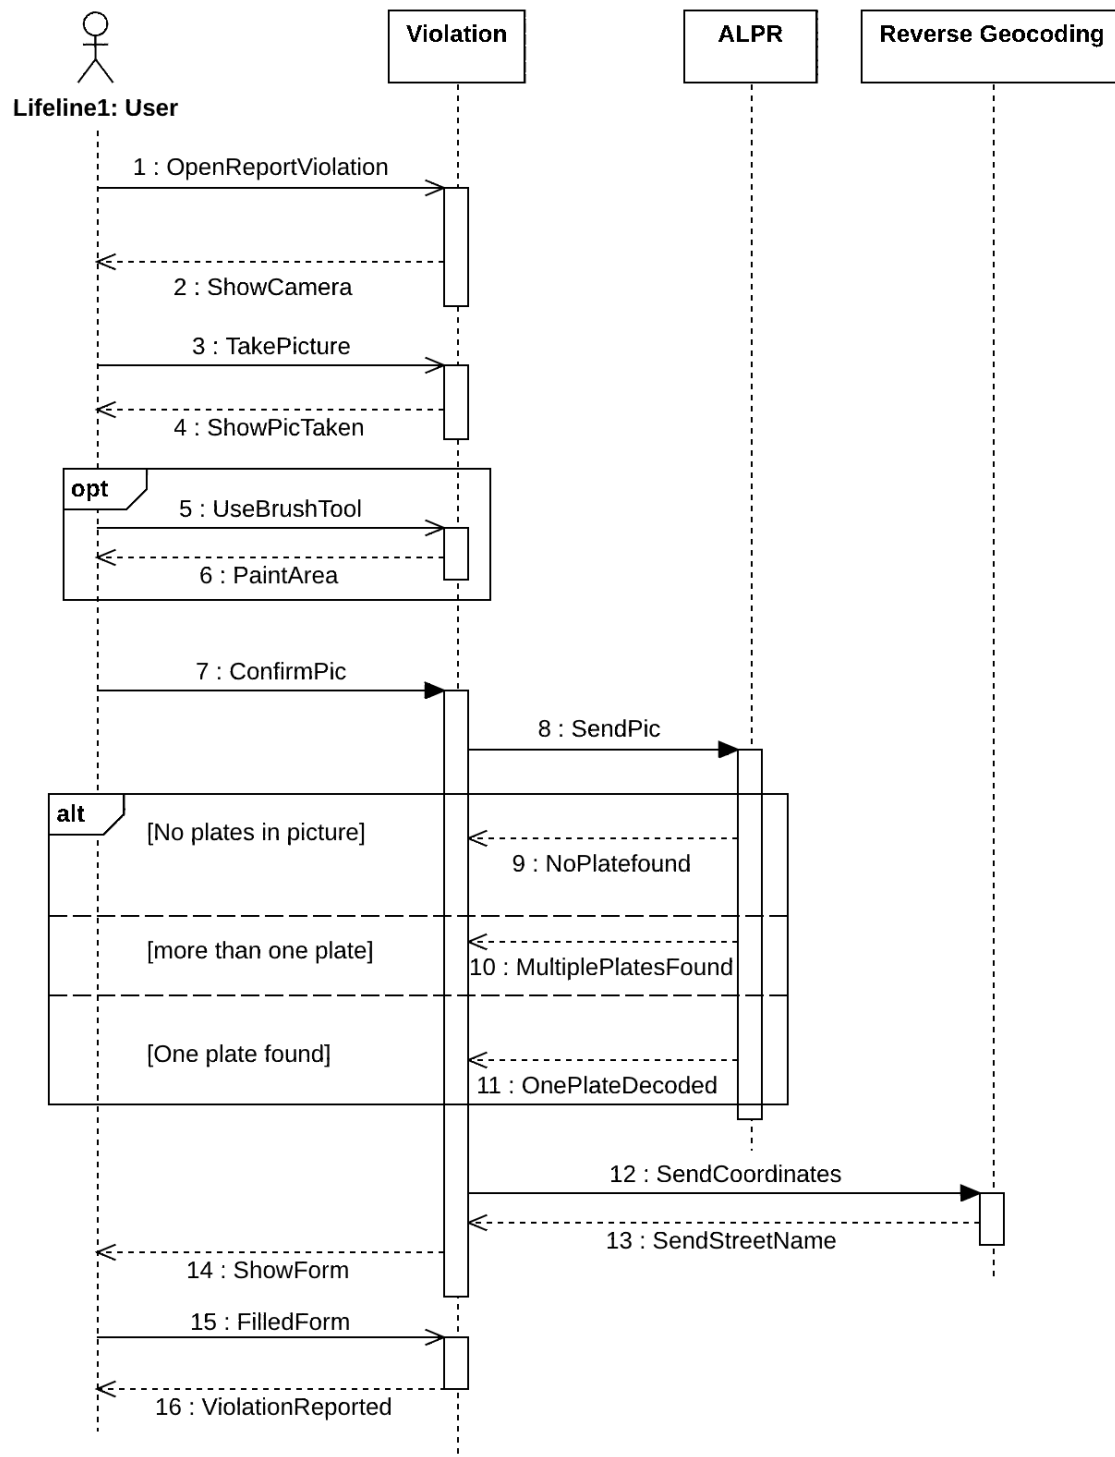 Violation
ALPR
Reverse Geocoding
Lifeline1: User
1 : OpenReportViolation
2 : ShowCamera
3 : TakePicture
4 : ShowPicTaken
opt
5 : UseBrushTool
6 : PaintArea
7 : ConfirmPic
8 : SendPic
alt
[No plates in picture]
9 : NoPlatefound
[more than one plate]
10 : MultiplePlatesFound
[One plate found]
11 : OnePlateDecoded
12 : SendCoordinates
13 : SendStreetName
14 : ShowForm
15 : FilledForm
16 : ViolationReported